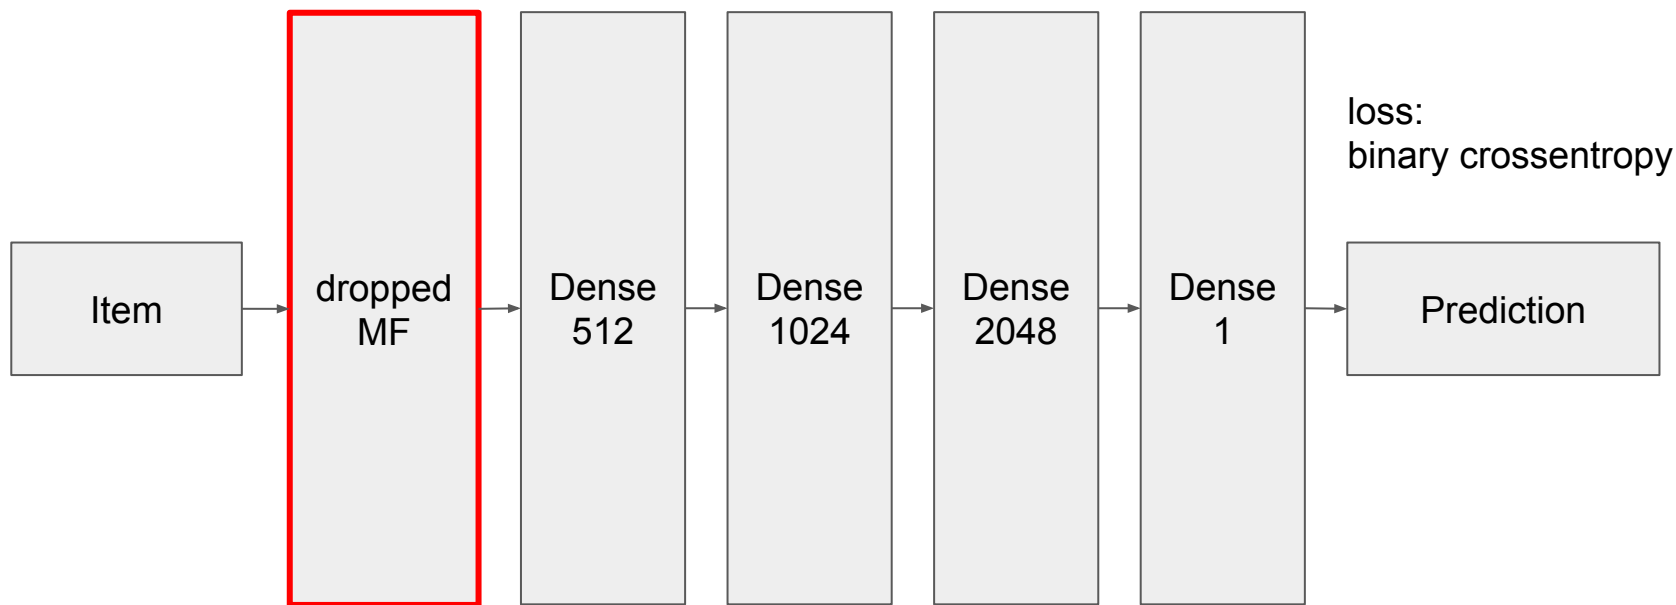 Item
dropped
MF
Dense
512
Dense
1024
Dense
2048
Dense
1
loss:
binary crossentropy
Prediction